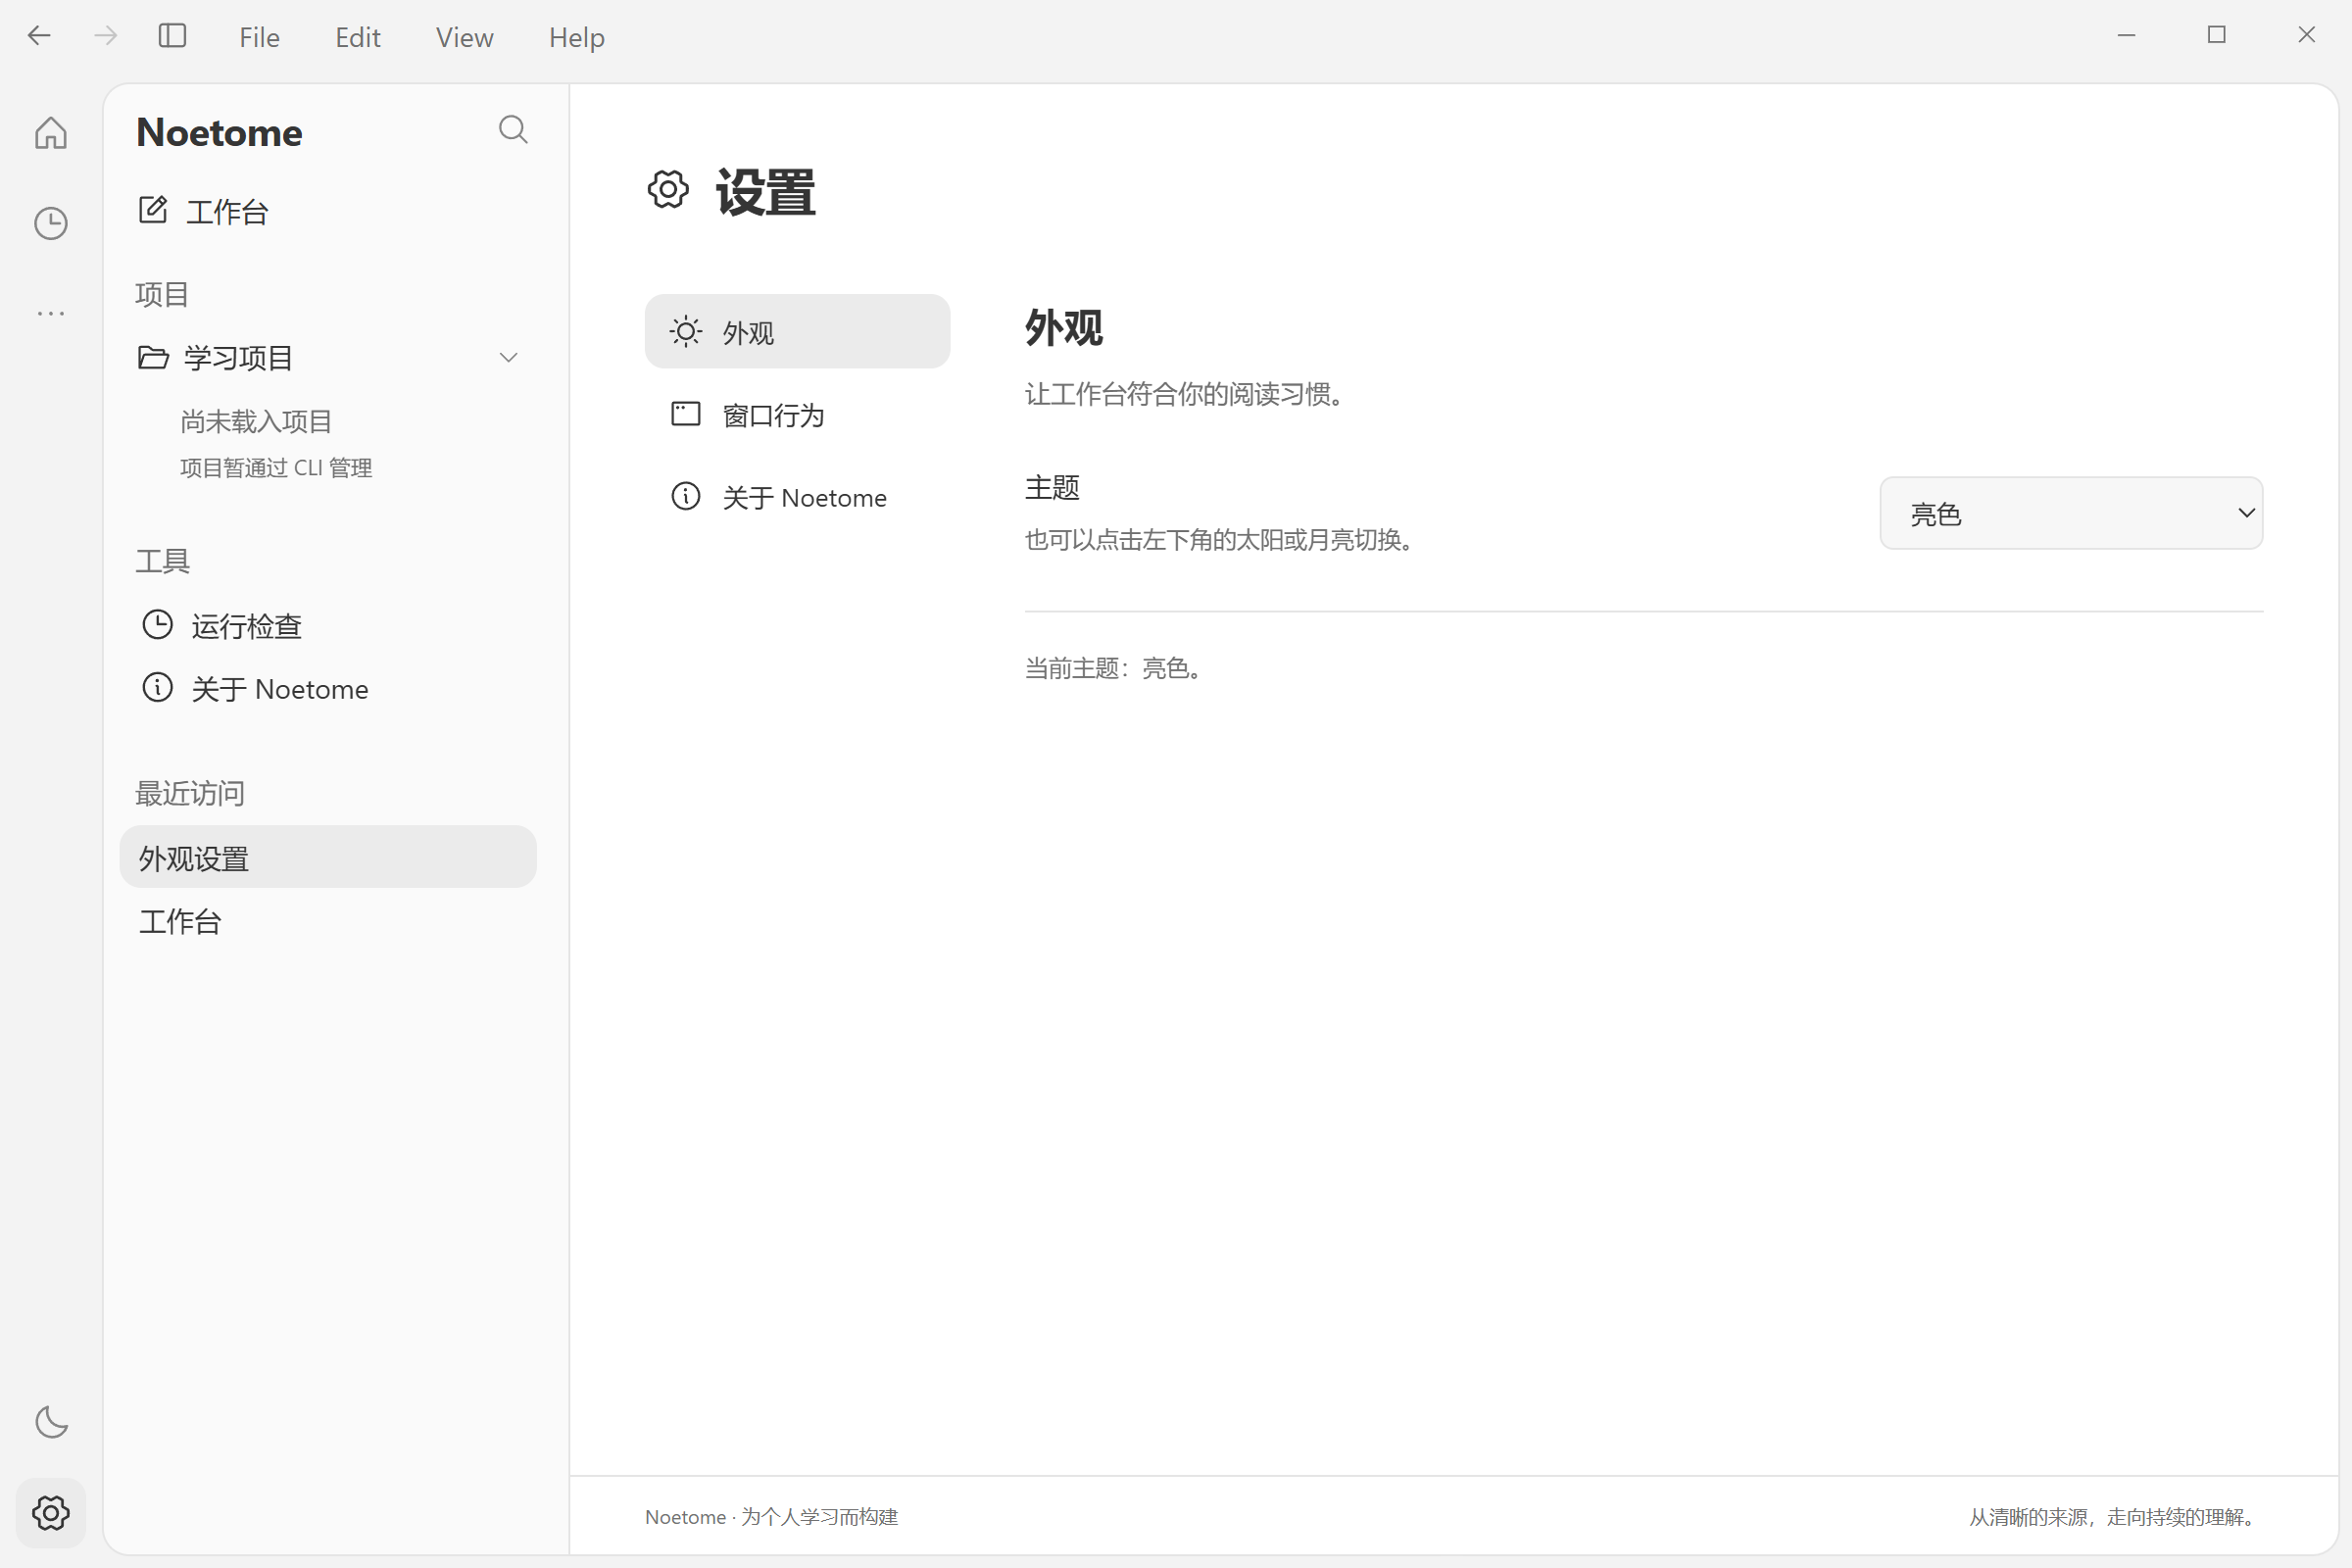 File Edit View Help
Noetome
工作台
项目
学习项目
尚未载入项目
项目暂通过 CLI 管理
工具
运行检查
关于 Noetome
最近访问
外观设置
工作台
设置
外观
窗口行为
关于 Noetome
外观
让工作台符合你的阅读习惯。
主题
也可以点击左下角的太阳或月亮切换。
亮色
当前主题：亮色。
Noetome · 为个人学习而构建
从清晰的来源，走向持续的理解。